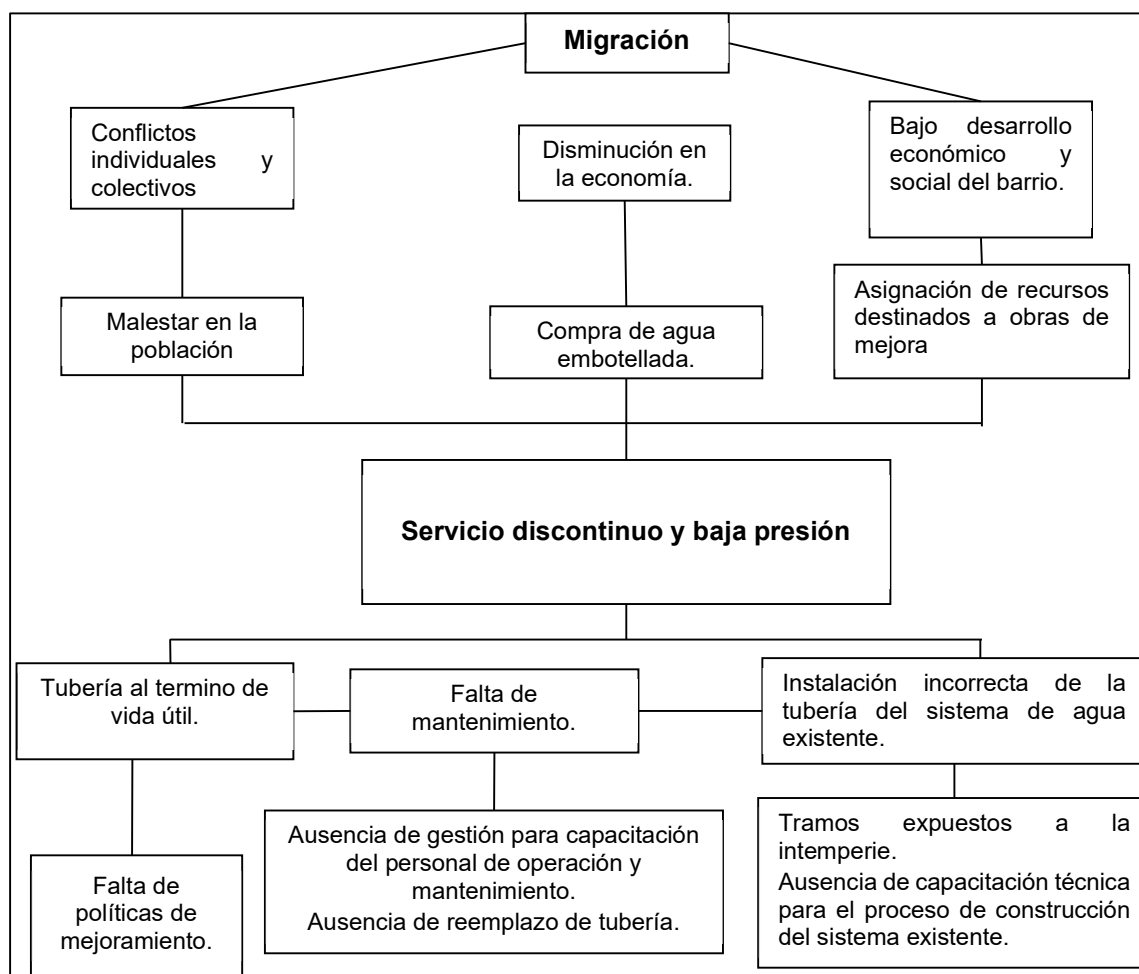 Migración
Conflictos
individuales y
colectivos
Disminución en
la economía.
Bajo desarrollo
económico y
social del barrio.
Malestar en la
población
Compra de agua
embotellada.
Asignación de recursos
destinados a obras de
mejora
Servicio discontinuo y baja presión
Tubería al termino de
vida útil.
Falta de
mantenimiento.
Instalación incorrecta de la
tubería del sistema de agua
existente.
Falta de
políticas de
mejoramiento.
Ausencia de gestión para capacitación
del personal de operación y
mantenimiento.
Ausencia de reemplazo de tubería.
Tramos expuestos a la
intemperie.
Ausencia de capacitación técnica
para el proceso de construcción
del sistema existente.